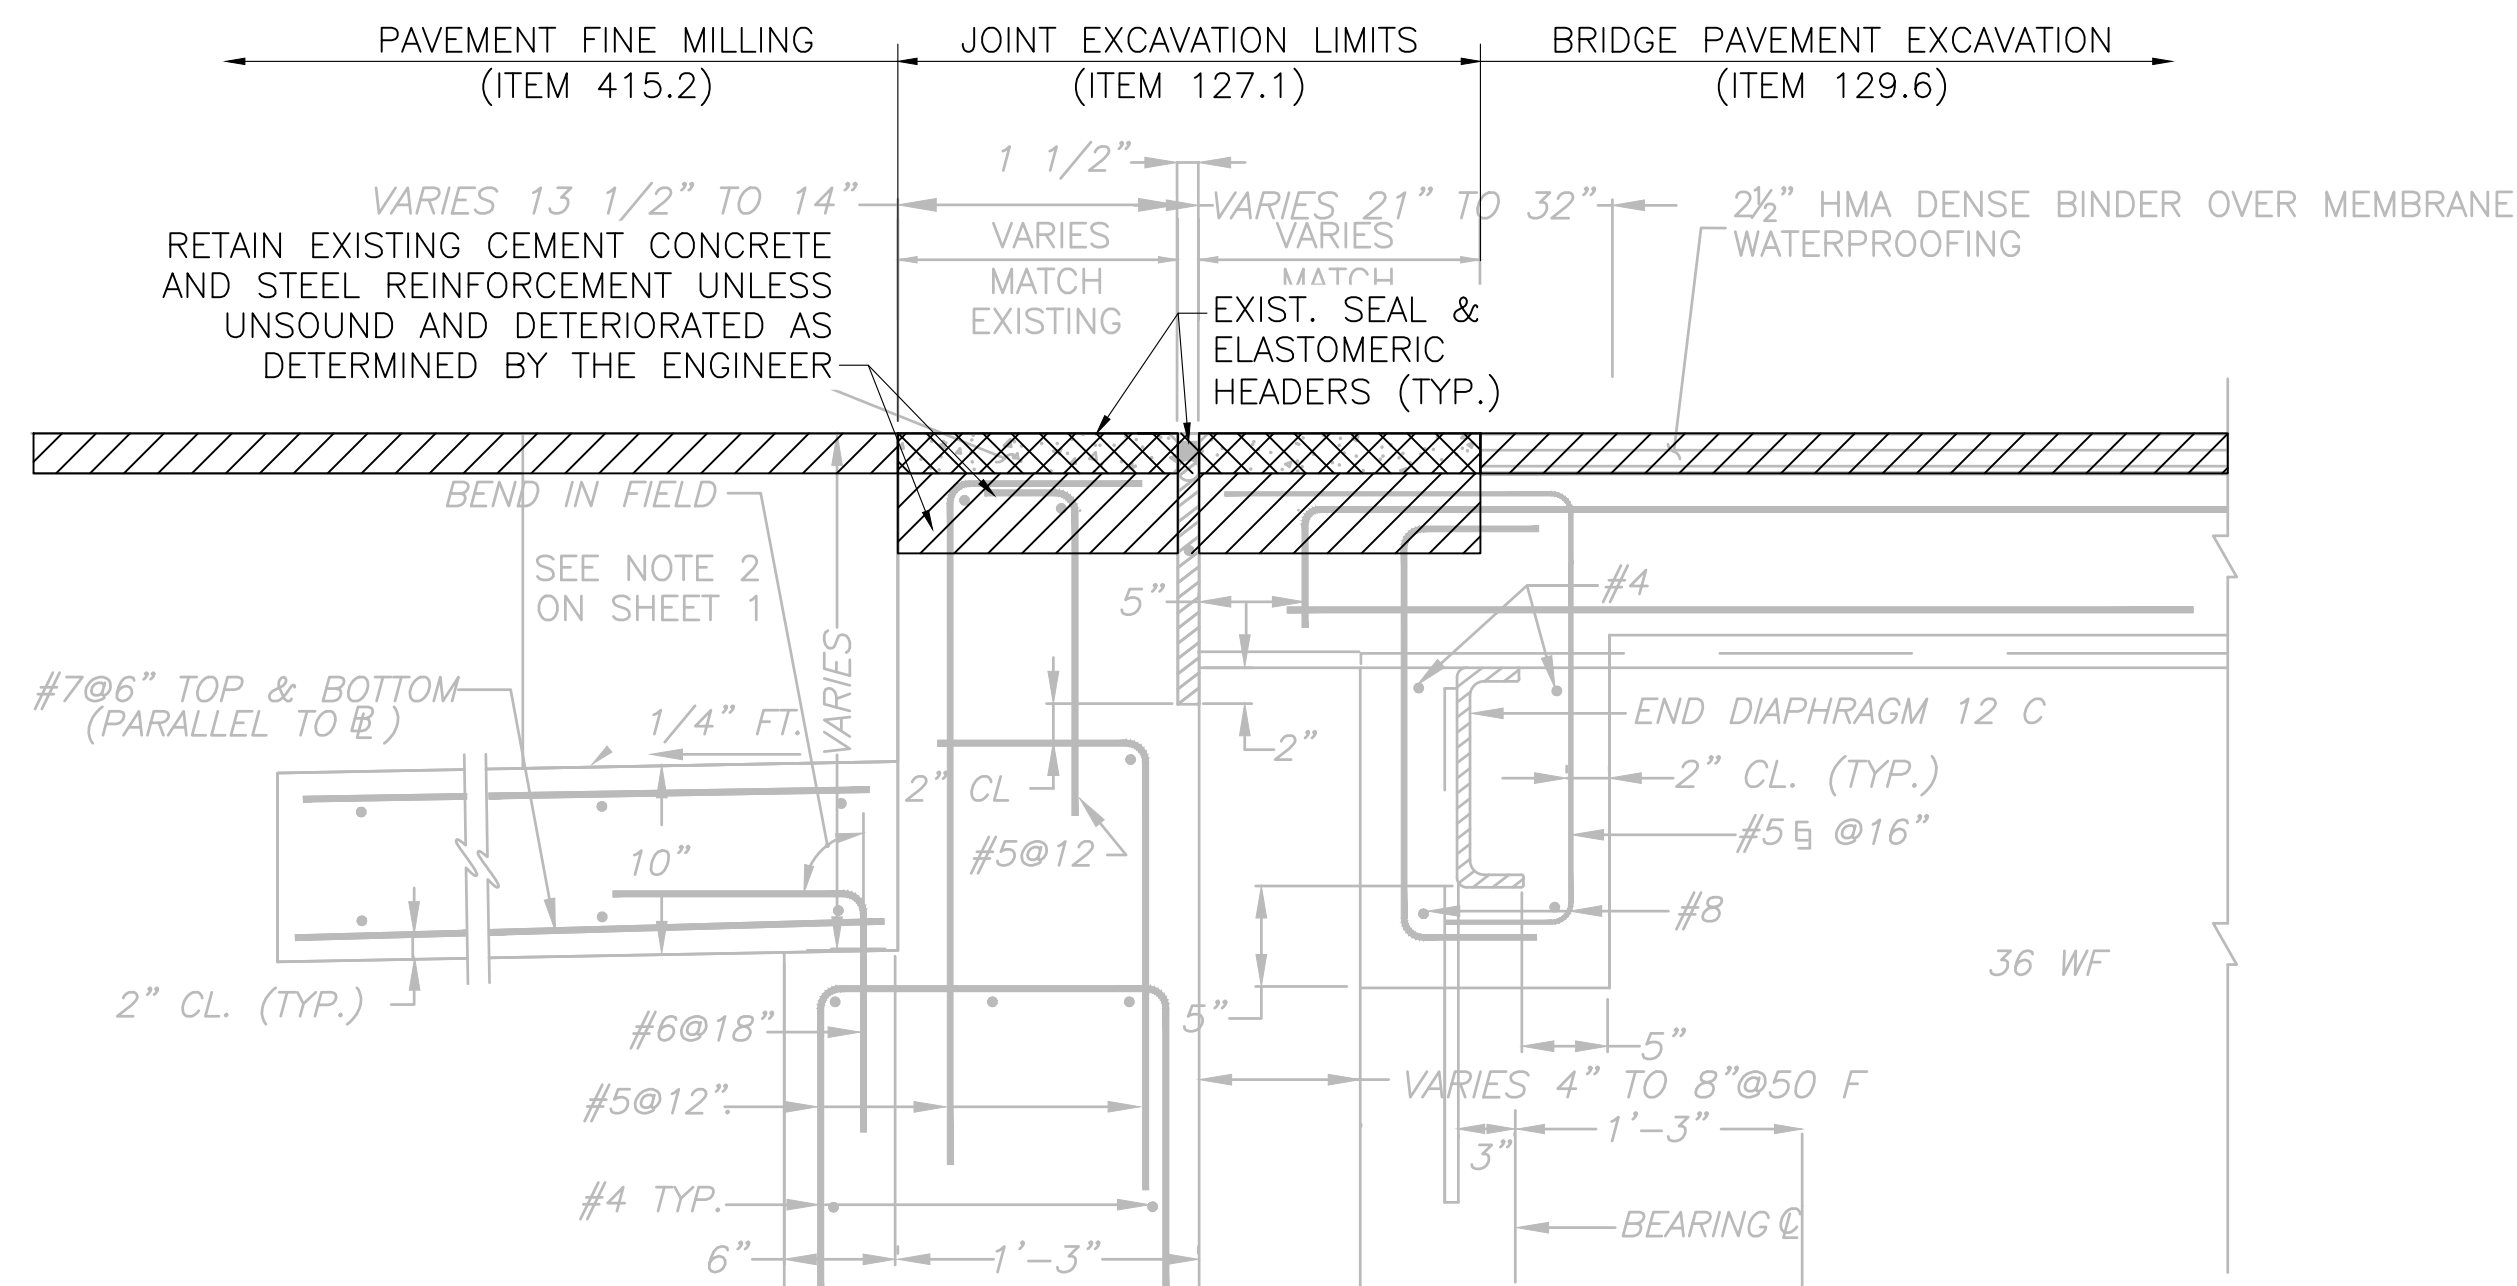 PAVEMENT FINE MILLING
(ITEM 415.2)
JOINT EXCAVATION LIMITS
(ITEM 127.1)
BRIDGE PAVEMENT EXCAVATION
(ITEM 129.6)
1 1/2"
VARIES 13 1/2" TO 14"
VARIES 21" TO 32"
2½" HMA DENSE BINDER OVER MEMBRANE
WATERPROOFING
VARIES
MATCH
EXISTING
VARIES
MATCH
RETAIN EXISTING CEMENT CONCRETE
AND STEEL REINFORCEMENT UNLESS
UNSOUND AND DETERIORATED AS
DETERMINED BY THE ENGINEER
EXIST. SEAL &
ELASTOMERIC
HEADERS (TYP.)
BEND IN FIELD
SEE NOTE 2
ON SHEET 1
5"
#4
VARIES
#7@6" TOP & BOTTOM
(PARALLEL TO ℄)
1/4" FT.
END DIAPHRAGM 12 C
2"
2" CL
2" CL. (TYP.)
#5 @16"
10"
#5@12
#8
36 WF
2" CL. (TYP.)
#6@18"
5"
5"
#5@12".
VARIES 4" TO 8"@50 F
1'-3"
3"
#4 TYP.
BEARING ℄
6"
1'-3"